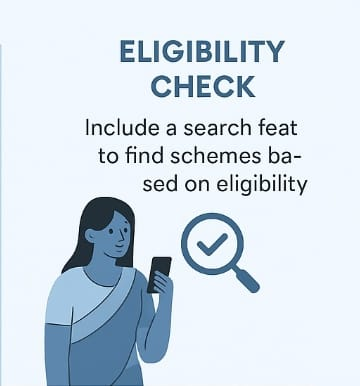 ELIGIBILITY
CHECK
Include a search feat
to find schemes ba-
sed on eligibility